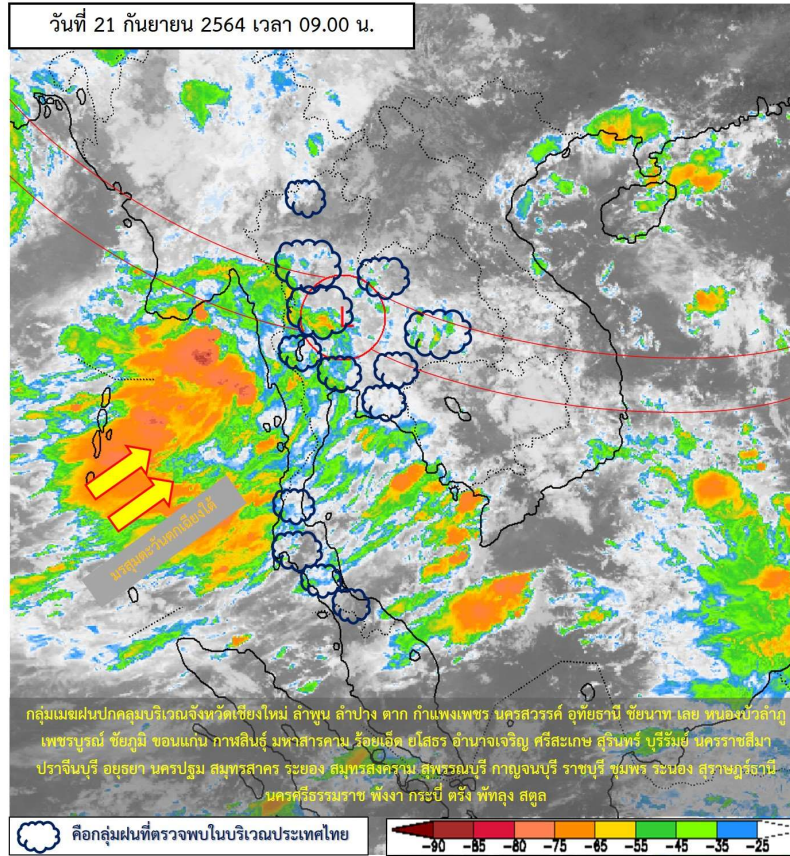 วันที่ 21 กันยายน 2564 เวลา 09.00 น.
L
มรสุมตะวันตกเฉียงใต้
กลุ่มเมฆฝนปกคลุมบริเวณจังหวัดเชียงใหม่ ลำพูน ลำปาง ตาก กำแพงเพชร นครสวรรค์ อุทัยธานี ชัยนาท เลย หนองบัวลำภู
เพชรบูรณ์ ชัยภูมิ ขอนแก่น กาฬสินธุ์ มหาสารคาม ร้อยเอ็ด ยโสธร อำนาจเจริญ ศรีสะเกษ สุรินทร์ บุรีรัมย์ นครราชสีมา
ปราจีนบุรี อยุธยา นครปฐม สมุทรสาคร ระยอง สมุทรสงคราม สุพรรณบุรี กาญจนบุรี ราชบุรี ชุมพร ระนอง สุราษฎร์ธานี
นครศรีธรรมราช พังงา กระบี่ ตรัง พัทลุง สตูล
คือกลุ่มฝนที่ตรวจพบในบริเวณประเทศไทย
-90 -85 -80 -75 -65 -55 -45 -35 -25